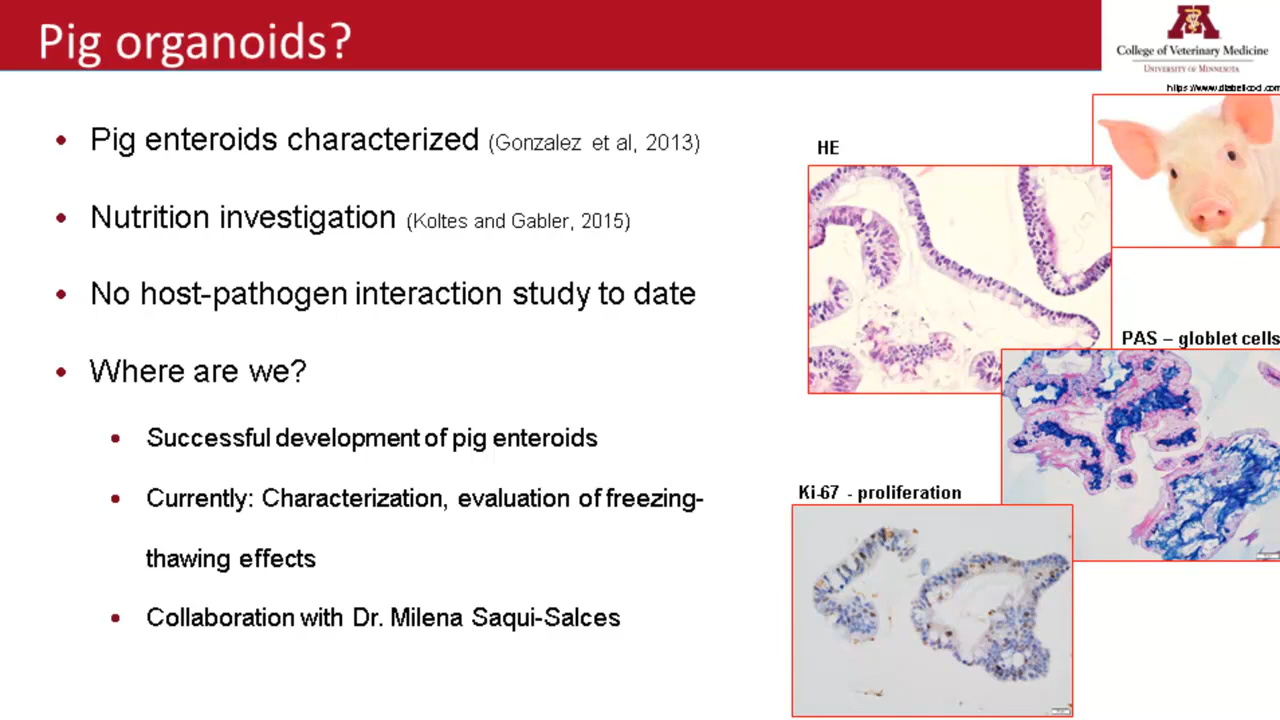 Pig organoids?
College of Veterinary Medicine
UNIVERSITY OF MINNESOTA
• Pig enteroids characterized (Gonzalez et al, 2013)
• Nutrition investigation (Koltes and Gabler, 2015)
• No host-pathogen interaction study to date
• Where are we?
• Successful development of pig enteroids
• Currently: Characterization, evaluation of freezing-
thawing effects
• Collaboration with Dr. Milena Saqui-Salces
HE
PAS – globlet cells
Ki-67 - proliferation